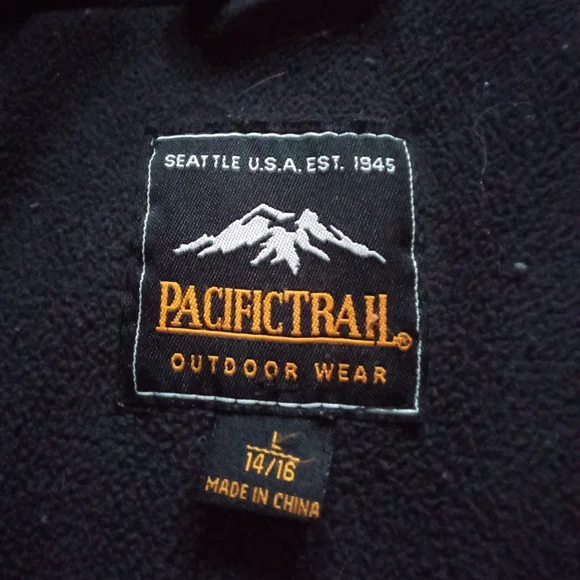 SEATTLE U.S.A. EST. 1945
PACIFICTRAIL®
OUTDOOR WEAR
L
14/16
MADE IN CHINA